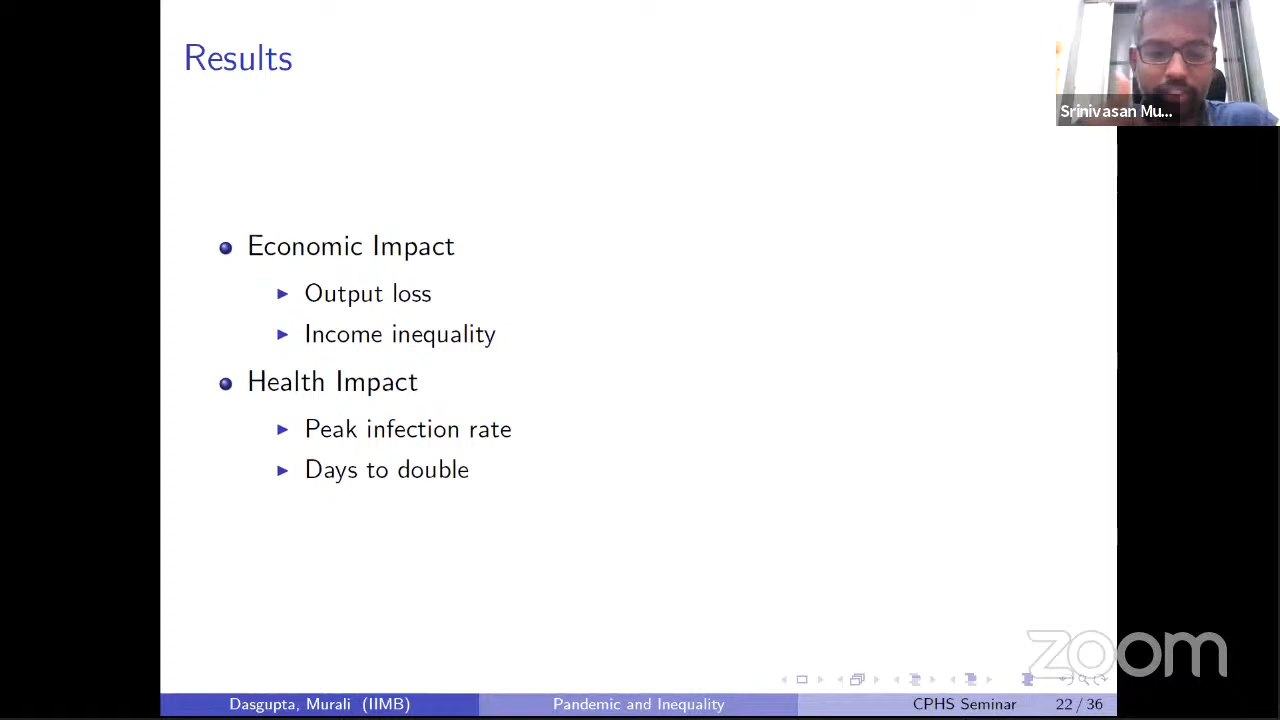 Results
Srinivasan Mu...
Economic Impact
Output loss
Income inequality
Health Impact
Peak infection rate
Days to double
zoom
Dasgupta, Murali (IIMB)
Pandemic and Inequality
CPHS Seminar
22 / 36